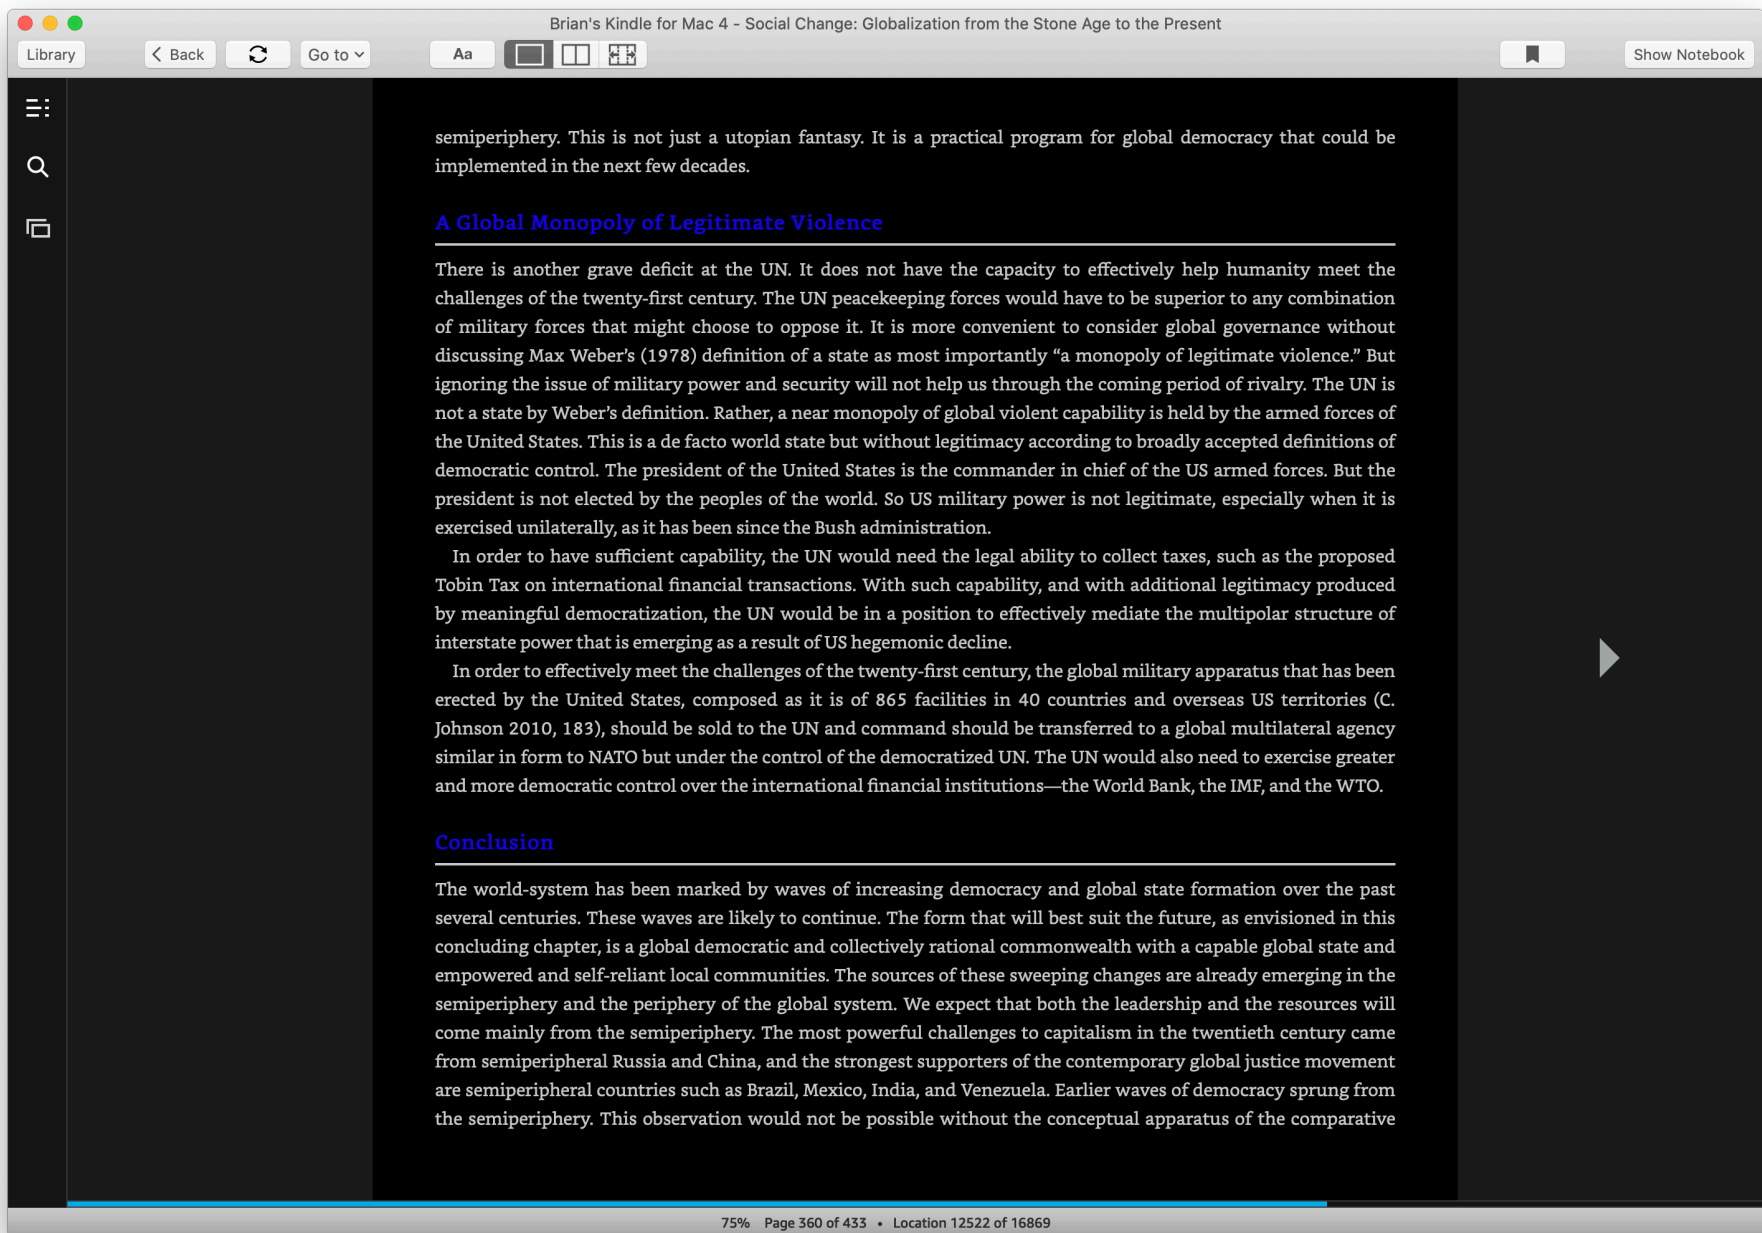 Brian's Kindle for Mac 4 - Social Change: Globalization from the Stone Age to the Present
Library
Back
Go to
Aa
Show Notebook
semiperiphery. This is not just a utopian fantasy. It is a practical program for global democracy that could be
implemented in the next few decades.
A Global Monopoly of Legitimate Violence
There is another grave deficit at the UN. It does not have the capacity to effectively help humanity meet the
challenges of the twenty-first century. The UN peacekeeping forces would have to be superior to any combination
of military forces that might choose to oppose it. It is more convenient to consider global governance without
discussing Max Weber’s (1978) definition of a state as most importantly “a monopoly of legitimate violence.” But
ignoring the issue of military power and security will not help us through the coming period of rivalry. The UN is
not a state by Weber’s definition. Rather, a near monopoly of global violent capability is held by the armed forces of
the United States. This is a de facto world state but without legitimacy according to broadly accepted definitions of
democratic control. The president of the United States is the commander in chief of the US armed forces. But the
president is not elected by the peoples of the world. So US military power is not legitimate, especially when it is
exercised unilaterally, as it has been since the Bush administration.
In order to have sufficient capability, the UN would need the legal ability to collect taxes, such as the proposed
Tobin Tax on international financial transactions. With such capability, and with additional legitimacy produced
by meaningful democratization, the UN would be in a position to effectively mediate the multipolar structure of
interstate power that is emerging as a result of US hegemonic decline.
In order to effectively meet the challenges of the twenty-first century, the global military apparatus that has been
erected by the United States, composed as it is of 865 facilities in 40 countries and overseas US territories (C.
Johnson 2010, 183), should be sold to the UN and command should be transferred to a global multilateral agency
similar in form to NATO but under the control of the democratized UN. The UN would also need to exercise greater
and more democratic control over the international financial institutions—the World Bank, the IMF, and the WTO.
Conclusion
The world-system has been marked by waves of increasing democracy and global state formation over the past
several centuries. These waves are likely to continue. The form that will best suit the future, as envisioned in this
concluding chapter, is a global democratic and collectively rational commonwealth with a capable global state and
empowered and self-reliant local communities. The sources of these sweeping changes are already emerging in the
semiperiphery and the periphery of the global system. We expect that both the leadership and the resources will
come mainly from the semiperiphery. The most powerful challenges to capitalism in the twentieth century came
from semiperipheral Russia and China, and the strongest supporters of the contemporary global justice movement
are semiperipheral countries such as Brazil, Mexico, India, and Venezuela. Earlier waves of democracy sprung from
the semiperiphery. This observation would not be possible without the conceptual apparatus of the comparative
75% Page 360 of 433 • Location 12522 of 16869